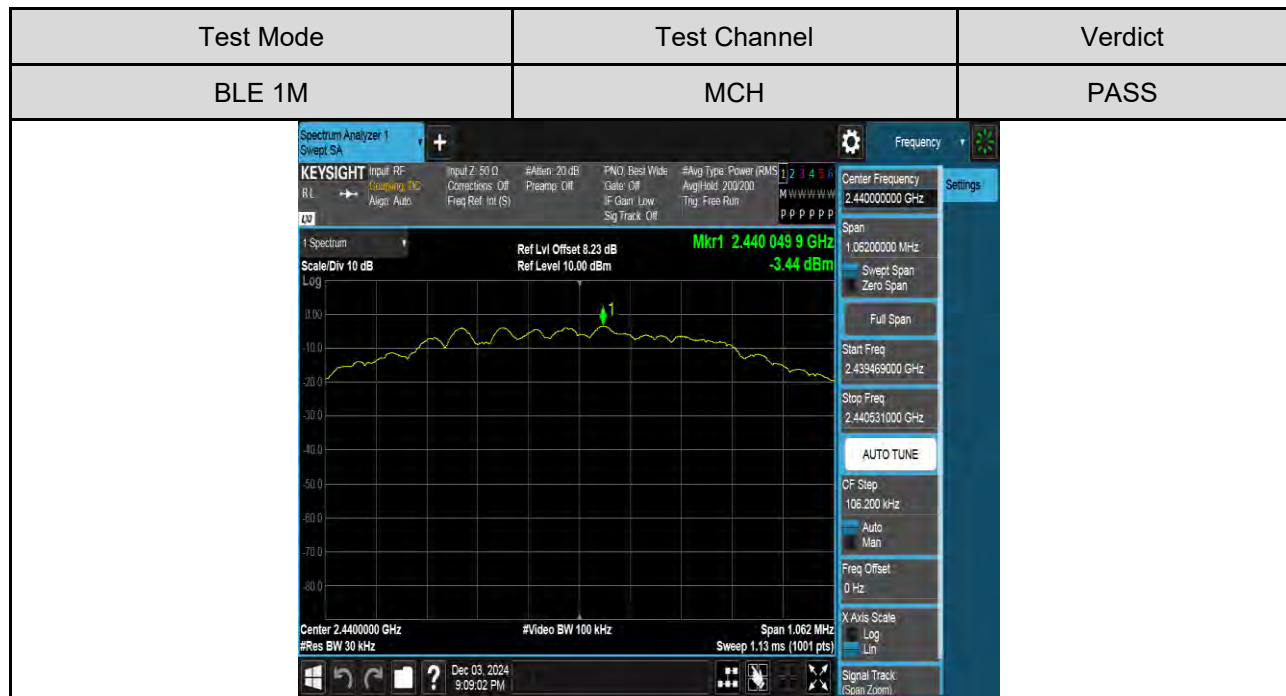 Test Mode Test Channel Verdict
BLE 1M MCH PASS
Spectrum Analyzer 1
Swept SA
+
Frequency
KEYSIGHT Input: RF Input Z: 50 Ω #Atten: 20 dB PNO: Best Wide #Avg Type: Power (RMS 1 2 3 4 5 6
R L Coupling: DC Corrections: Off Preamp: Off Gate: Off Avg|Hold: 200/200 M W W W W W
Align: Auto Freq Ref: Int (S) IF Gain: Low Trig: Free Run
Sig Track: Off P P P P P P
LXI
1 Spectrum
Scale/Div 10 dB
Log
Ref Lvl Offset 8.23 dB
Ref Level 10.00 dBm
Mkr1 2.440 049 9 GHz
-3.44 dBm
1
0.00
-10.0
-20.0
-30.0
-40.0
-50.0
-60.0
-70.0
-80.0
Center 2.4400000 GHz #Video BW 100 kHz Span 1.062 MHz
#Res BW 30 kHz Sweep 1.13 ms (1001 pts)
?
Dec 03, 2024
9:09:02 PM
Center Frequency
2.440000000 GHz
Settings
Span
1.06200000 MHz
Swept Span
Zero Span
Full Span
Start Freq
2.439469000 GHz
Stop Freq
2.440531000 GHz
AUTO TUNE
CF Step
106.200 kHz
Auto
Man
Freq Offset
0 Hz
X Axis Scale
Log
Lin
Signal Track
(Span Zoom)